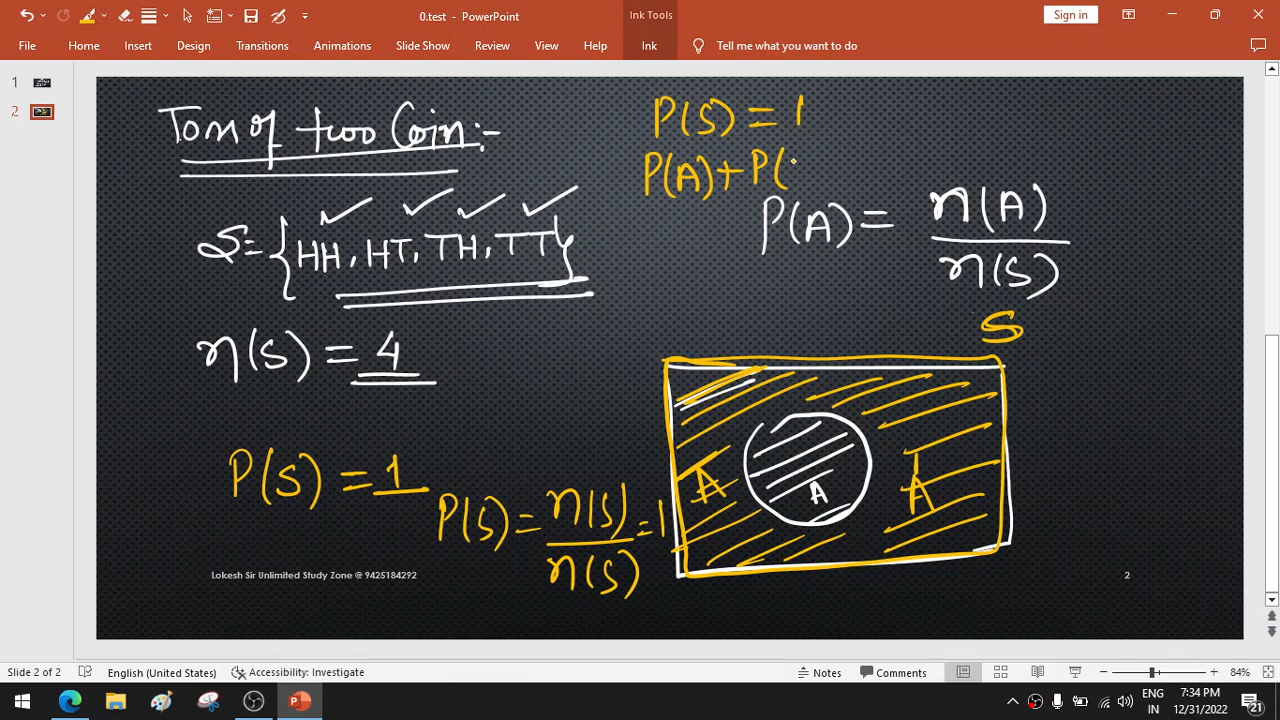 0.test - PowerPoint
Ink Tools
Sign in
File Home Insert Design Transitions Animations Slide Show Review View Help Ink Tell me what you want to do
1
2
Toss of two Coin:-
P(S) = 1
P(A) + P(
S = {HH, HT, TH, TT}
P(A) = n(A) / n(S)
n(S) = 4
S
A
A
A
P(S) = 1
P(S) = n(S) / n(S) = 1
Lokesh Sir Unlimited Study Zone @ 9425184292
2
Slide 2 of 2 English (United States) Accessibility: Investigate Notes Comments 84%
ENG
IN
7:34 PM
12/31/2022
21